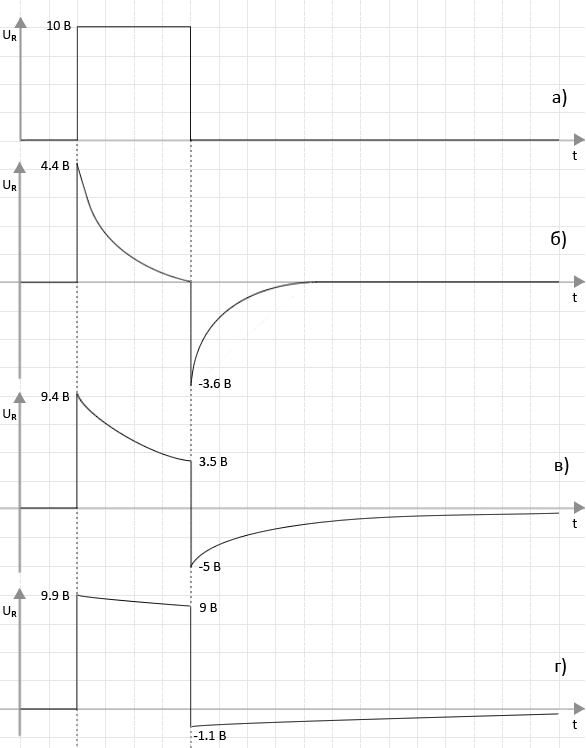 10 В
U_R
а)
t
4.4 В
U_R
б)
t
-3.6 В
9.4 В
U_R
3.5 В
в)
t
-5 В
9.9 В
U_R
9 В
г)
t
-1.1 В